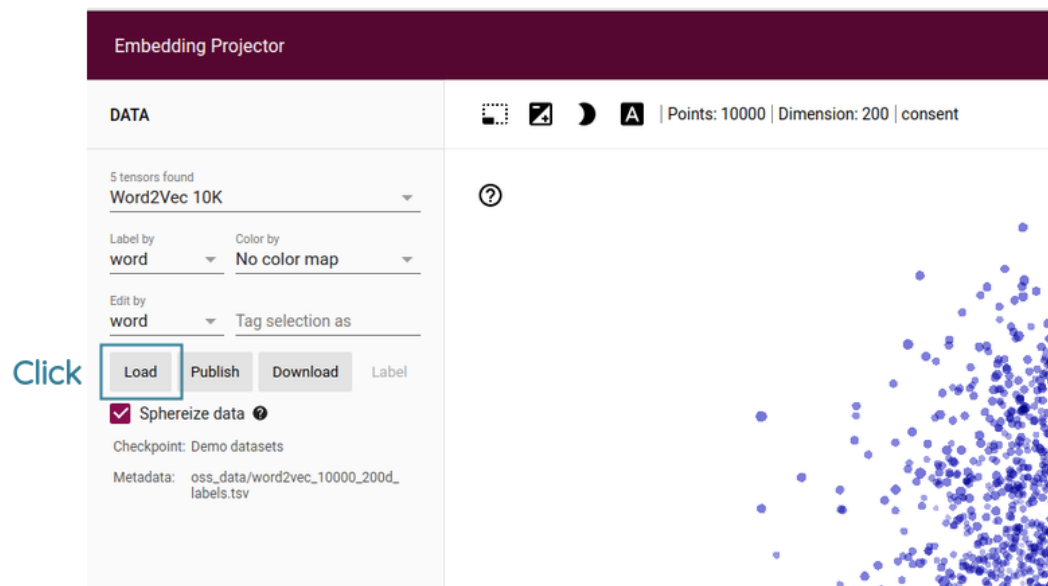 Embedding Projector
DATA
Points: 10000 | Dimension: 200 | consent
5 tensors found
Word2Vec 10K
Label by
Color by
word
No color map
Edit by
word
Tag selection as
Click
Load
Publish
Download
Label
Sphereize data
Checkpoint: Demo datasets
Metadata: oss_data/word2vec_10000_200d_
labels.tsv